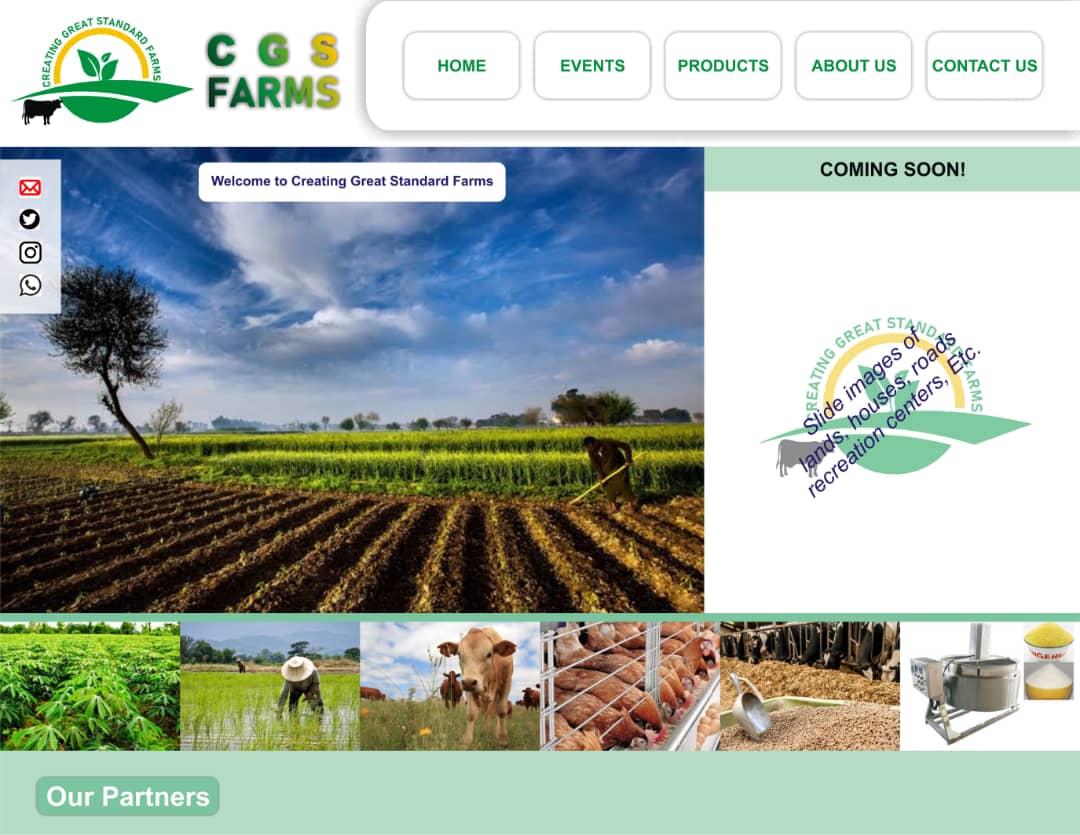 CREATING GREAT STANDARD FARMS
C G S
FARMS
HOME
EVENTS
PRODUCTS
ABOUT US
CONTACT US
Welcome to Creating Great Standard Farms
COMING SOON!
CREATING GREAT STANDARD FARMS
Slide images of
lands, houses, roads
recreation centers, Etc.
Our Partners